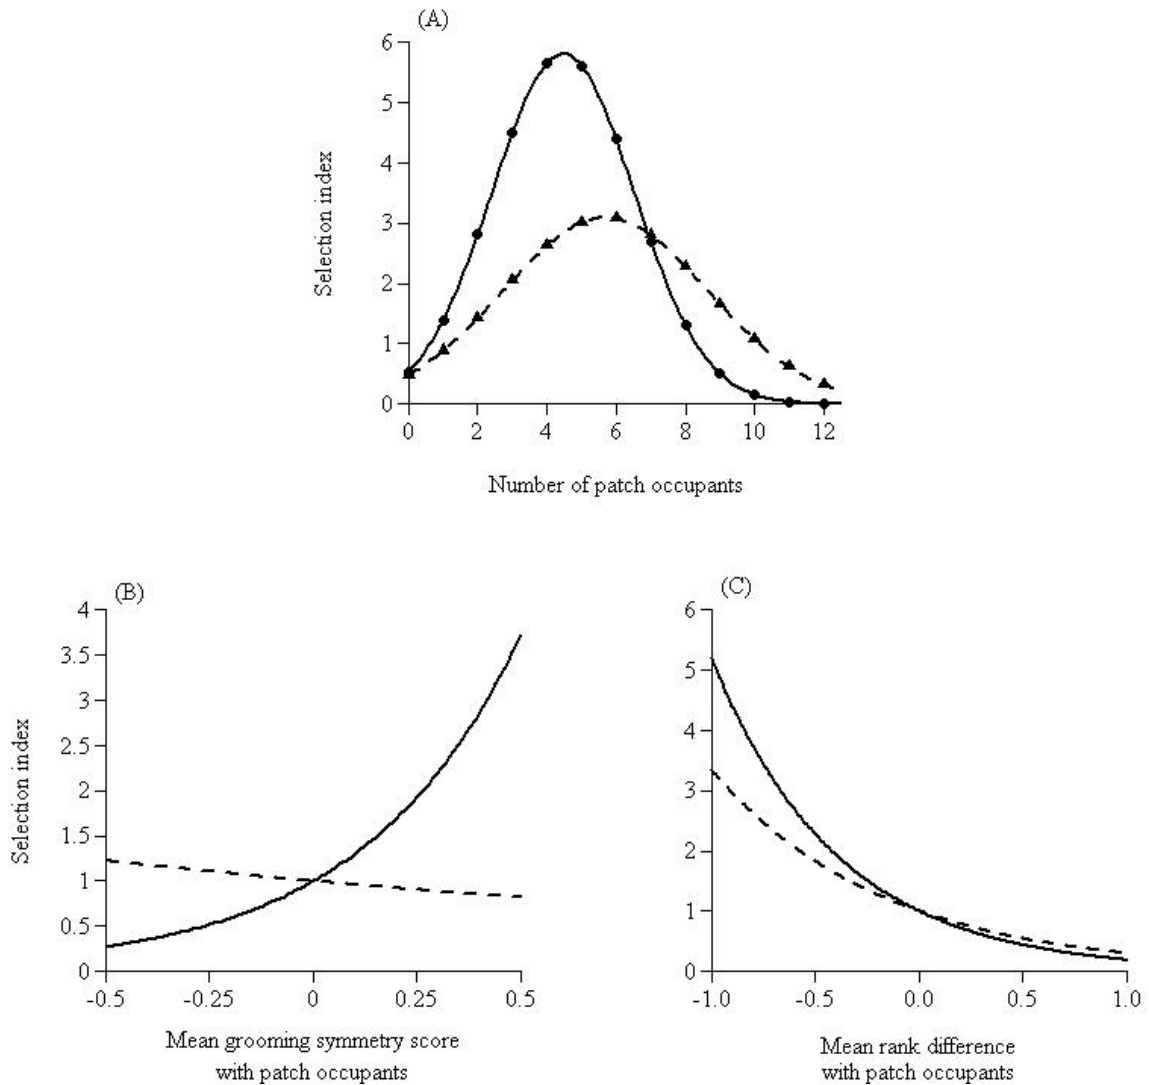 (A)
6
5
4
3
2
1
0
Selection index
0 2 4 6 8 10 12
Number of patch occupants
(B)
4
3.5
3
2.5
2
1.5
1
0.5
0
Selection index
-0.5 -0.25 0 0.25 0.5
Mean grooming symmetry score
with patch occupants
(C)
6
5
4
3
2
1
0
-1.0 -0.5 0.0 0.5 1.0
Mean rank difference
with patch occupants